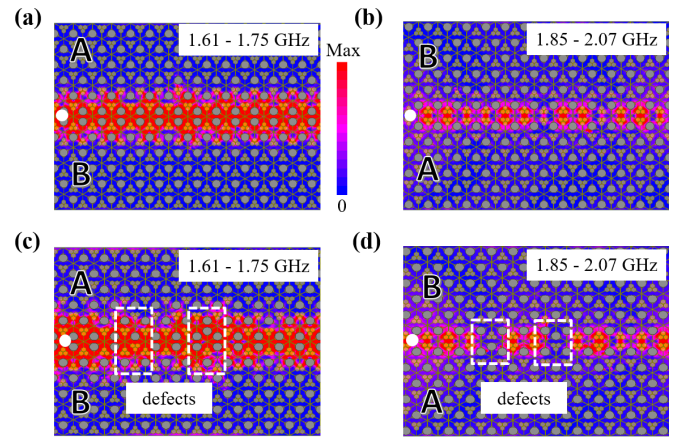 (a)
A
1.61 - 1.75 GHz
B
Max
0
(b)
B
1.85 - 2.07 GHz
A
(c)
A
1.61 - 1.75 GHz
B
defects
(d)
B
1.85 - 2.07 GHz
A
defects